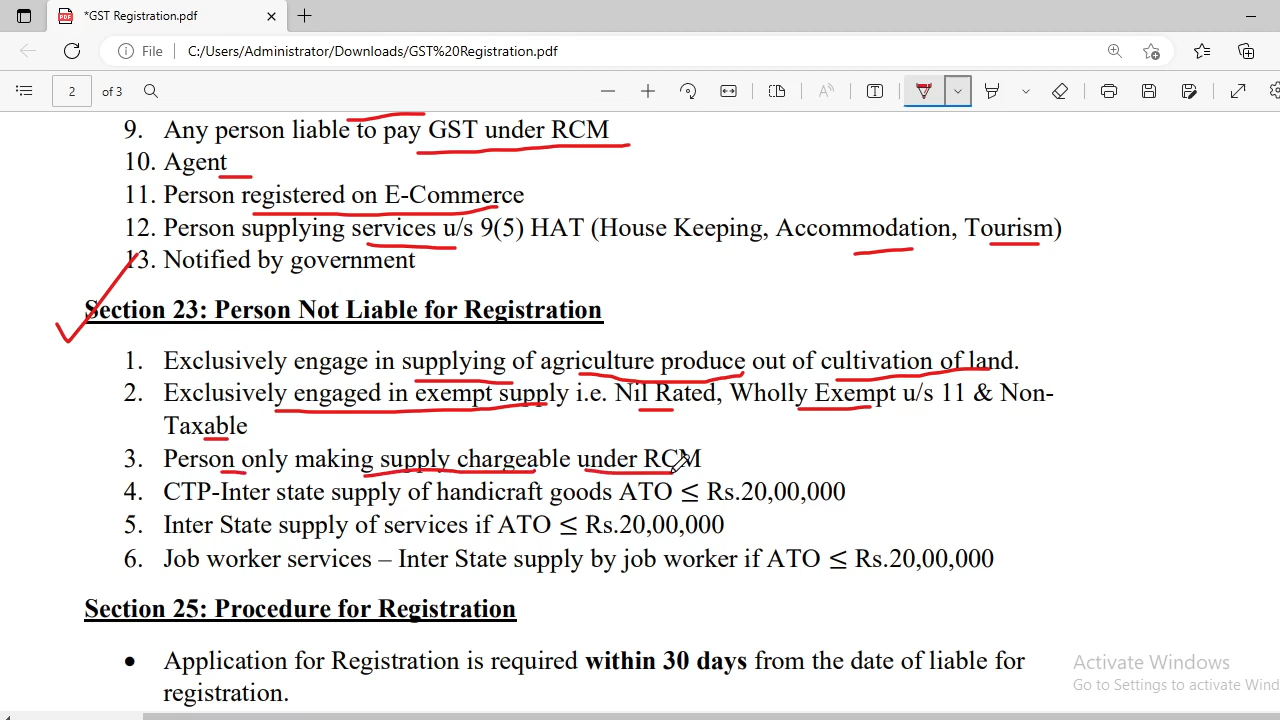 *GST Registration.pdf
File
C:/Users/Administrator/Downloads/GST%20Registration.pdf
2 of 3
9. Any person liable to pay GST under RCM
10. Agent
11. Person registered on E-Commerce
12. Person supplying services u/s 9(5) HAT (House Keeping, Accommodation, Tourism)
13. Notified by government
Section 23: Person Not Liable for Registration
1. Exclusively engage in supplying of agriculture produce out of cultivation of land.
2. Exclusively engaged in exempt supply i.e. Nil Rated, Wholly Exempt u/s 11 & Non-
Taxable
3. Person only making supply chargeable under RCM
4. CTP-Inter state supply of handicraft goods ATO ≤ Rs.20,00,000
5. Inter State supply of services if ATO ≤ Rs.20,00,000
6. Job worker services – Inter State supply by job worker if ATO ≤ Rs.20,00,000
Section 25: Procedure for Registration
• Application for Registration is required within 30 days from the date of liable for
registration.
Activate Windows
Go to Settings to activate Wind